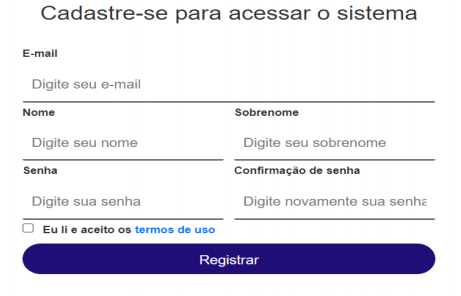 Cadastre-se para acessar o sistema
E-mail
Digite seu e-mail
Nome
Sobrenome
Digite seu nome
Digite seu sobrenome
Senha
Confirmação de senha
Digite sua senha
Digite novamente sua senha
Eu li e aceito os termos de uso
Registrar